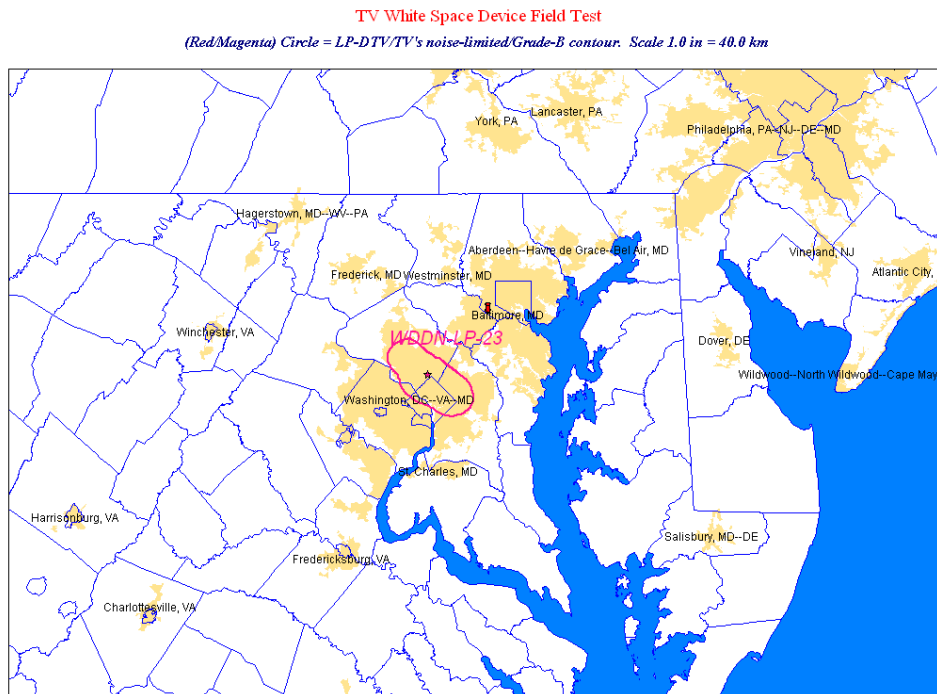 TV White Space Device Field Test
(Red/Magenta) Circle = LP-DTV/TV's noise-limited/Grade-B contour. Scale 1.0 in = 40.0 km
Lancaster, PA
York, PA
Philadelphia, PA--NJ--DE--MD
Hagerstown, MD--WV--PA
Aberdeen--Havre de Grace--Bel Air, MD
Vineland, NJ
Frederick, MD
Westminster, MD
Atlantic City,
Baltimore, MD
Winchester, VA
WDDN-LP-23
Dover, DE
Wildwood--North Wildwood--Cape May
Washington, DC--VA--MD
St. Charles, MD
Harrisonburg, VA
Salisbury, MD--DE
Fredericksburg, VA
Charlottesville, VA